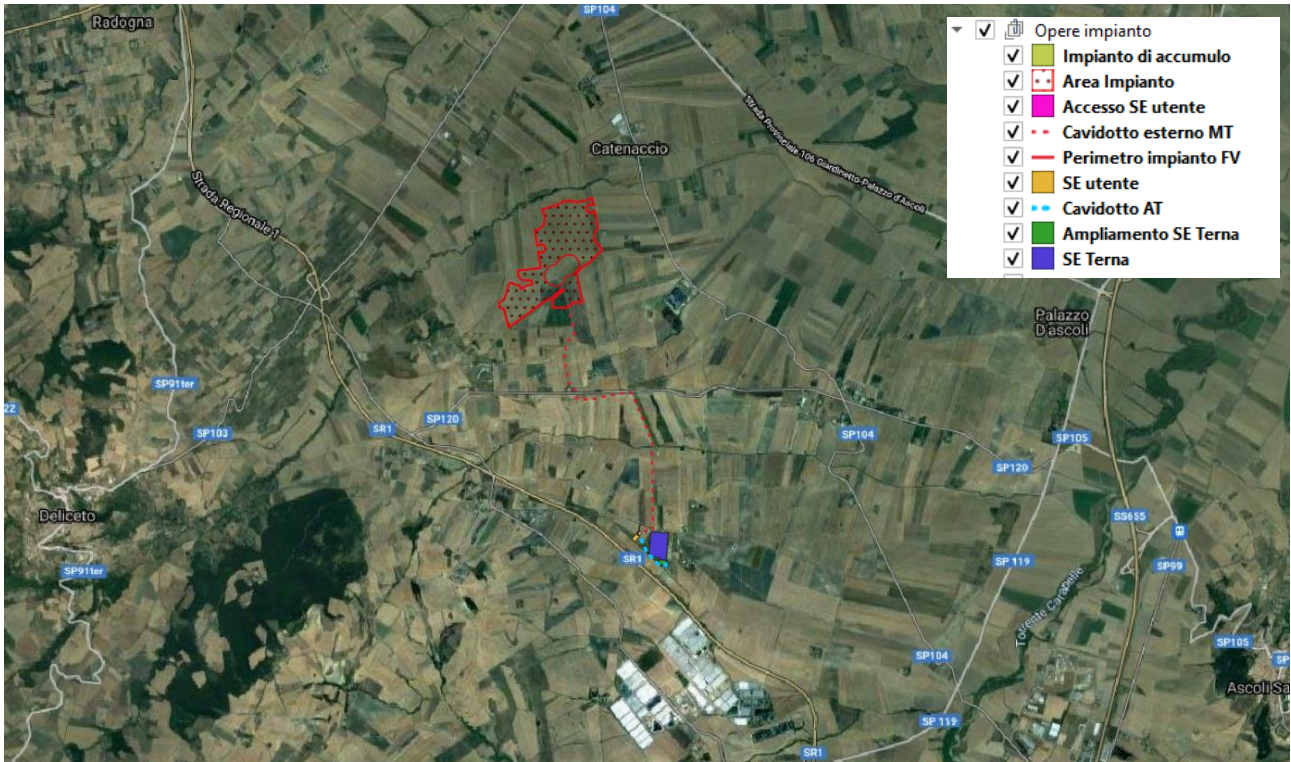 SP104
Radogna
Opere impianto
Impianto di accumulo
Area Impianto
Accesso SE utente
Cavidotto esterno MT
Perimetro impianto FV
SE utente
Cavidotto AT
Ampliamento SE Terna
SE Terna
Strada Provinciale 106 Giardinetto-Palazzo d'Ascoli
Catenaccio
Strada Regionale 1
Palazzo
D'ascoli
SP91ter
22
SP120
SR1
SP103
SP104
SP105
SP120
Deliceto
SS655
SR1
SP 119
SP99
SP91ter
Torrente Carapelle
SP105
SP
SP104
Ascoli Sa
SP 119
SR1